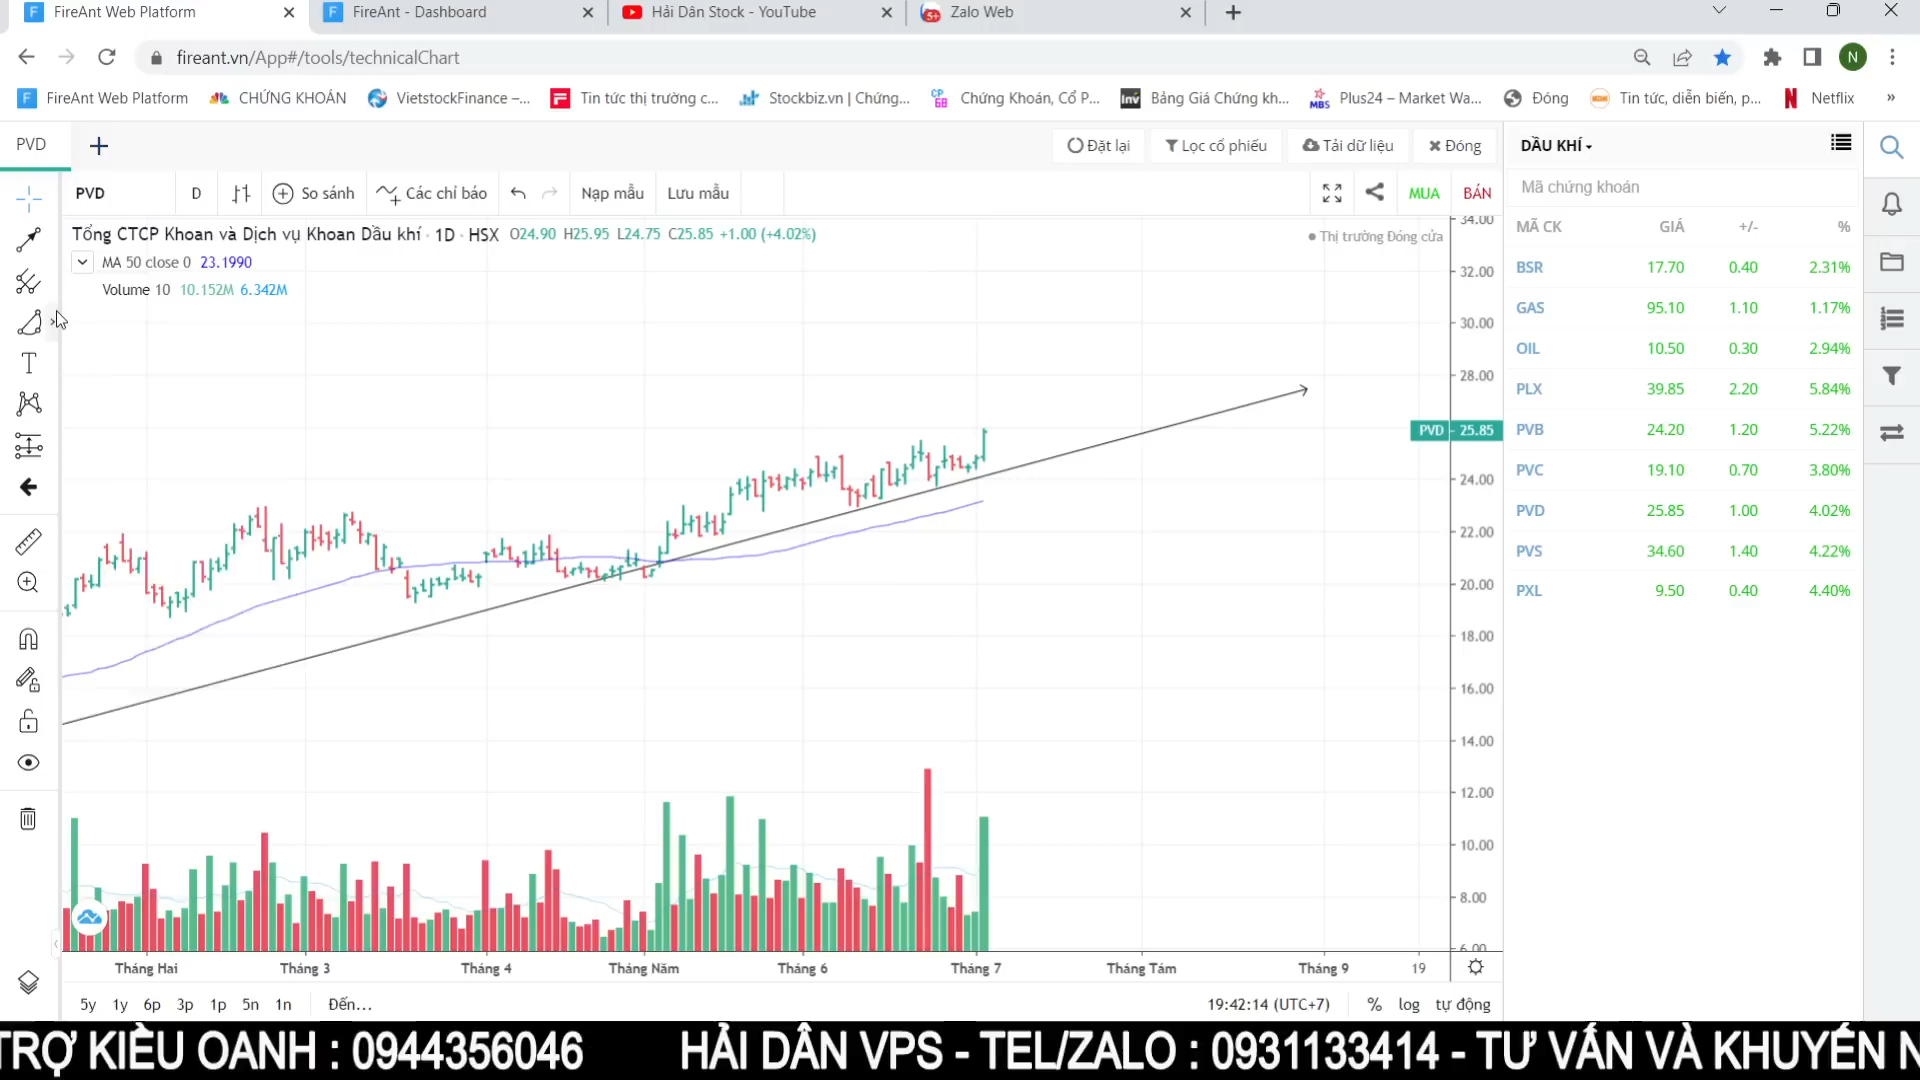 FireAnt Web Platform
FireAnt - Dashboard
Hải Dân Stock - YouTube
5+
Zalo Web
fireant.vn/App#/tools/technicalChart
N
FireAnt Web Platform
CHỨNG KHOÁN
VietstockFinance –...
Tin tức thị trường c...
Stockbiz.vn | Chứng...
Chứng Khoán, Cổ P...
Inv
Bảng Giá Chứng kh...
MBS
Plus24 – Market Wa...
Đóng
Tin tức, diễn biến, p...
Netflix
»
PVD
Đặt lại
Lọc cổ phiếu
Tải dữ liệu
Đóng
DẦU KHÍ
PVD
D
So sánh
Các chỉ báo
Nạp mẫu
Lưu mẫu
MUA
BÁN
Mã chứng khoán
Tổng CTCP Khoan và Dịch vụ Khoan Dầu khí · 1D · HSX O24.90 H25.95 L24.75 C25.85 +1.00 (+4.02%)
Thị trường Đóng cửa
MA 50 close 0 23.1990
Volume 10 10.152M 6.342M
34.00
32.00
30.00
28.00
PVD 25.85
24.00
22.00
20.00
18.00
16.00
14.00
12.00
10.00
8.00
6.00
MÃ CK GIÁ +/- %
BSR 17.70 0.40 2.31%
GAS 95.10 1.10 1.17%
OIL 10.50 0.30 2.94%
PLX 39.85 2.20 5.84%
PVB 24.20 1.20 5.22%
PVC 19.10 0.70 3.80%
PVD 25.85 1.00 4.02%
PVS 34.60 1.40 4.22%
PXL 9.50 0.40 4.40%
Tháng Hai Tháng 3 Tháng 4 Tháng Năm Tháng 6 Tháng 7 Tháng Tám Tháng 9 19
5y 1y 6p 3p 1p 5n 1n Đến...
19:42:14 (UTC+7) % log tự động
TRỢ KIỀU OANH : 0944356046 HẢI DÂN VPS - TEL/ZALO : 0931133414 - TƯ VẤN VÀ KHUYẾN N